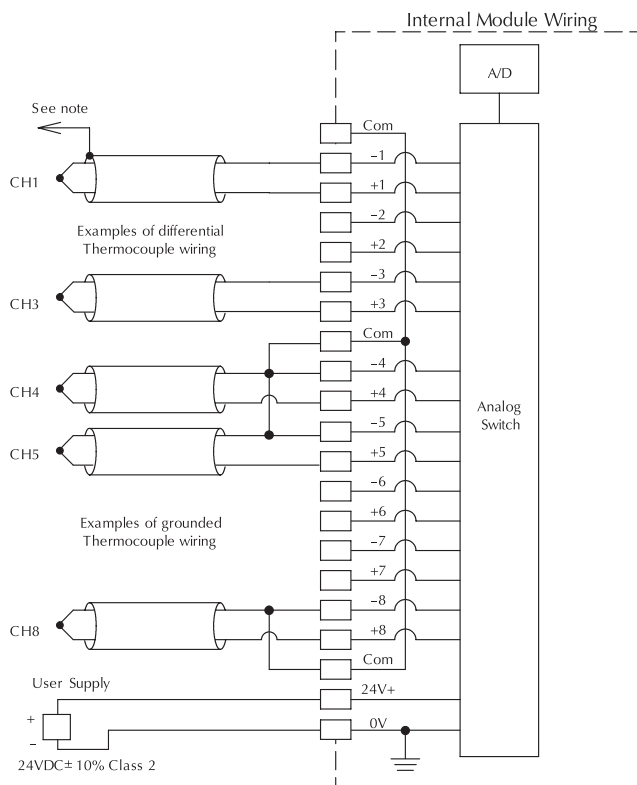 Internal Module Wiring
A/D
See note
Com
–1
CH1
+1
–2
Examples of differential
Thermocouple wiring
+2
–3
CH3
+3
Com
–4
CH4
+4
Analog
Switch
–5
CH5
+5
–6
Examples of grounded
Thermocouple wiring
+6
–7
+7
–8
CH8
+8
Com
User Supply
24V+
+
0V
–
24VDC± 10% Class 2